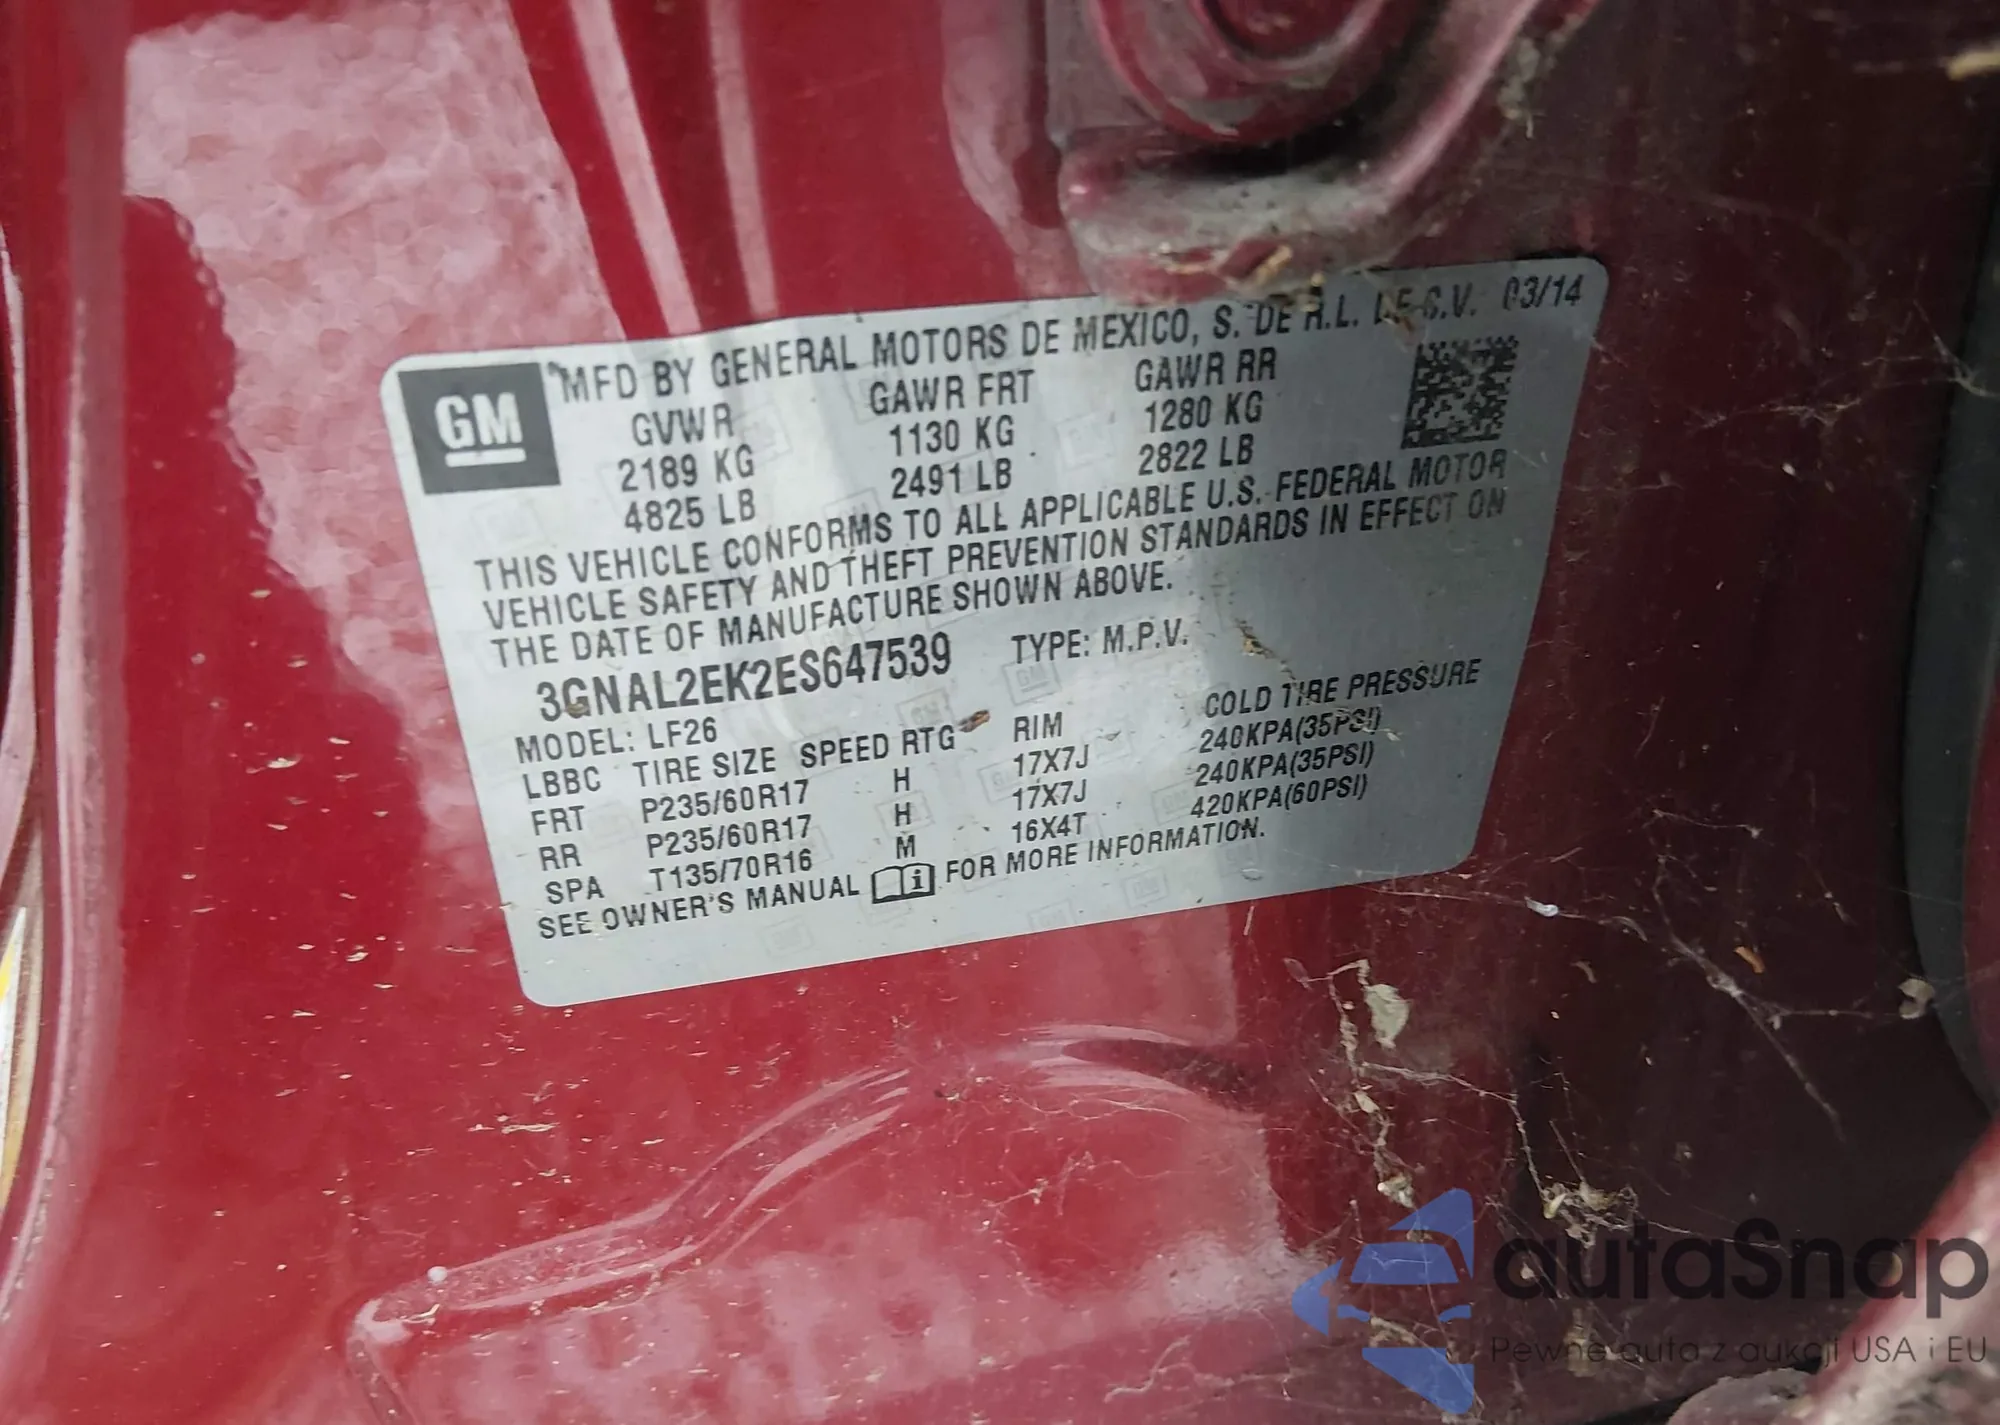 MFD BY GENERAL MOTORS DE MEXICO, S. DE R.L. DE C.V. 03/14
GM
GVWR GAWR FRT GAWR RR
2189 KG 1130 KG 1280 KG
4825 LB 2491 LB 2822 LB
THIS VEHICLE CONFORMS TO ALL APPLICABLE U.S. FEDERAL MOTOR
VEHICLE SAFETY AND THEFT PREVENTION STANDARDS IN EFFECT ON
THE DATE OF MANUFACTURE SHOWN ABOVE.
3GNAL2EK2ES647539 TYPE: M.P.V.
MODEL: LF26
LBBC TIRE SIZE SPEED RTG RIM COLD TIRE PRESSURE
FRT P235/60R17 H 17X7J 240KPA(35PSI)
RR P235/60R17 H 17X7J 240KPA(35PSI)
SPA T135/70R16 M 16X4T 420KPA(60PSI)
SEE OWNER'S MANUAL i FOR MORE INFORMATION.
autaSnap
Pewne auta z aukcji USA i EU